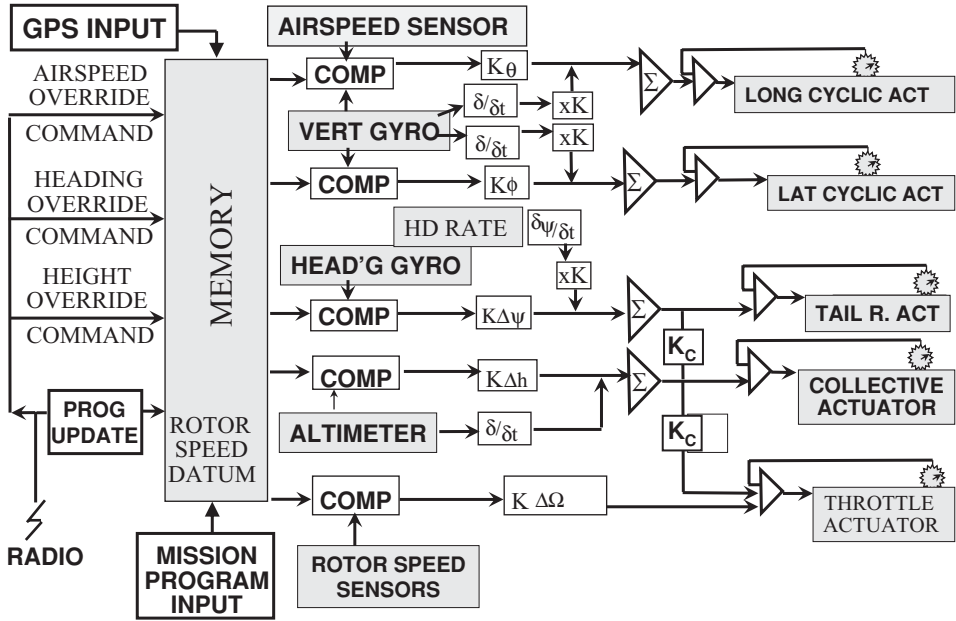 GPS INPUT
AIRSPEED SENSOR
AIRSPEED
OVERRIDE
COMMAND
COMP
Kθ
Σ
LONG CYCLIC ACT
VERT GYRO
δ/δt
xK
δ/δt
xK
HEADING
OVERRIDE
COMMAND
COMP
Kϕ
Σ
LAT CYCLIC ACT
MEMORY
HD RATE
δψ/δt
HEAD'G GYRO
xK
HEIGHT
OVERRIDE
COMMAND
COMP
KΔψ
Σ
TAIL R. ACT
KC
COMP
KΔh
Σ
COLLECTIVE
ACTUATOR
PROG
UPDATE
ROTOR
SPEED
DATUM
ALTIMETER
δ/δt
KC
COMP
K ΔΩ
THROTTLE
ACTUATOR
RADIO
MISSION
PROGRAM
INPUT
ROTOR SPEED
SENSORS